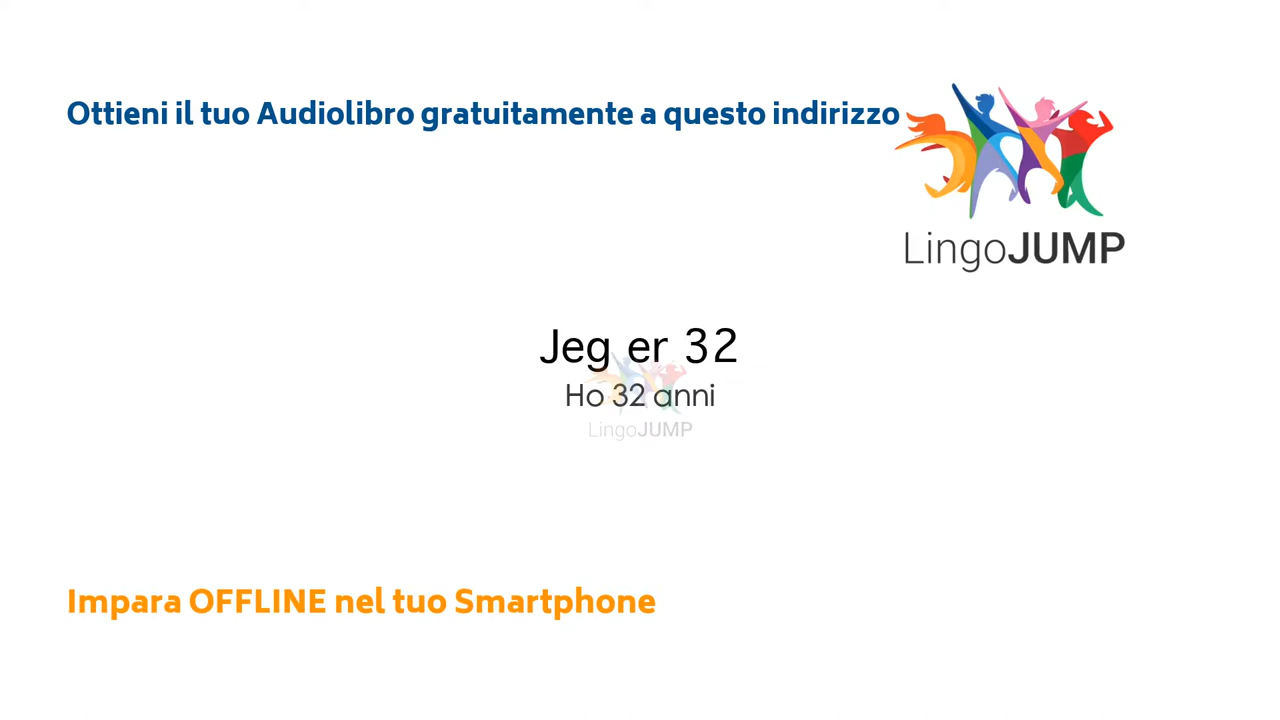 Ottieni il tuo Audiolibro gratuitamente a questo indirizzo
LingoJUMP
Jeg er 32
Ho 32 anni
LingoJUMP
Impara OFFLINE nel tuo Smartphone